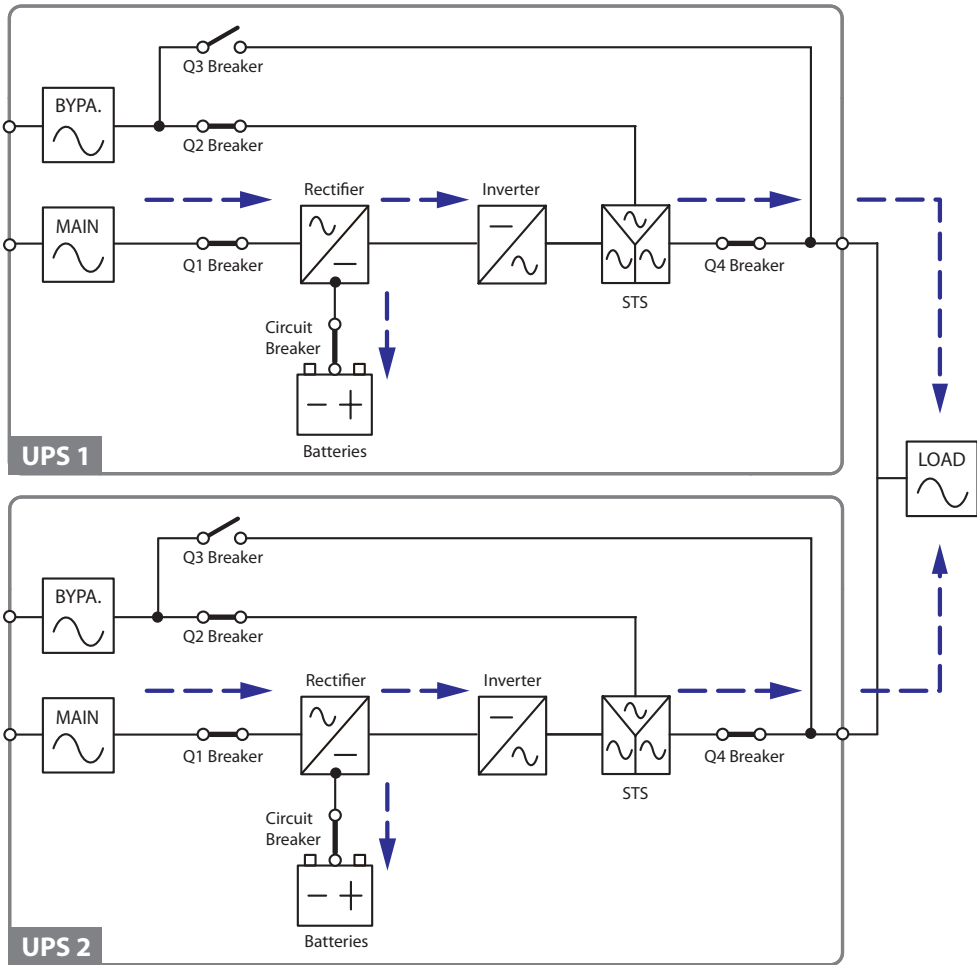 Q3 Breaker
BYPA.
Q2 Breaker
Rectifier
Inverter
MAIN
Q1 Breaker
Q4 Breaker
STS
Circuit
Breaker
Batteries
UPS 1
LOAD
Q3 Breaker
BYPA.
Q2 Breaker
Rectifier
Inverter
MAIN
Q1 Breaker
Q4 Breaker
STS
Circuit
Breaker
Batteries
UPS 2